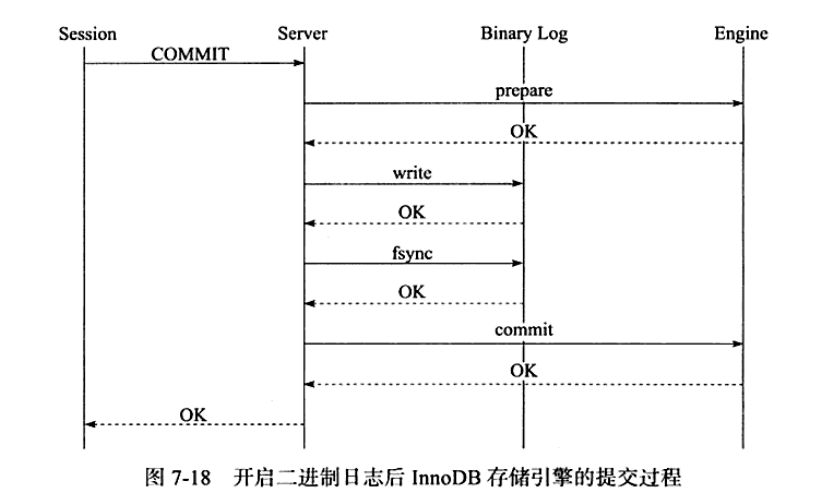 Session Server Binary Log Engine
COMMIT
prepare
OK
write
OK
fsync
OK
commit
OK
OK
图 7-18 开启二进制日志后 InnoDB 存储引擎的提交过程